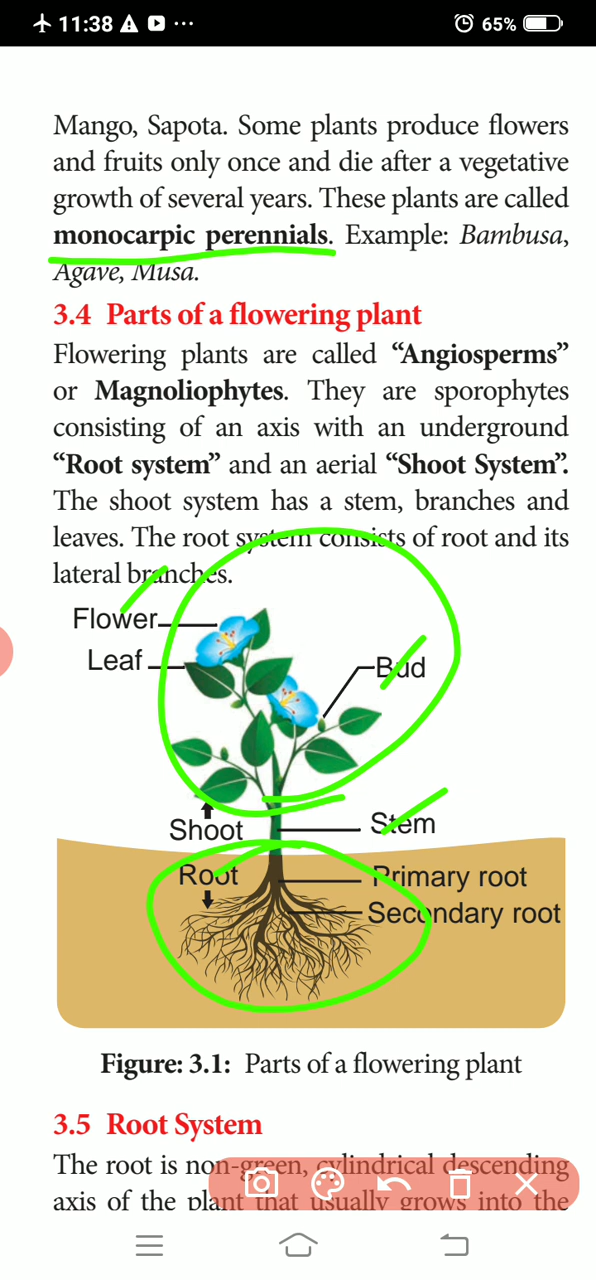 11:38
65%
Mango, Sapota. Some plants produce flowers
and fruits only once and die after a vegetative
growth of several years. These plants are called
monocarpic perennials. Example: Bambusa,
Agave, Musa.
3.4 Parts of a flowering plant
Flowering plants are called “Angiosperms”
or Magnoliophytes. They are sporophytes
consisting of an axis with an underground
“Root system” and an aerial “Shoot System”.
The shoot system has a stem, branches and
leaves. The root system consists of root and its
lateral branches.
Flower
Leaf
Bud
Shoot
Stem
Root
Primary root
Secondary root
Figure: 3.1: Parts of a flowering plant
3.5 Root System
The root is non-green, cylindrical descending
axis of the plant that usually grows into the